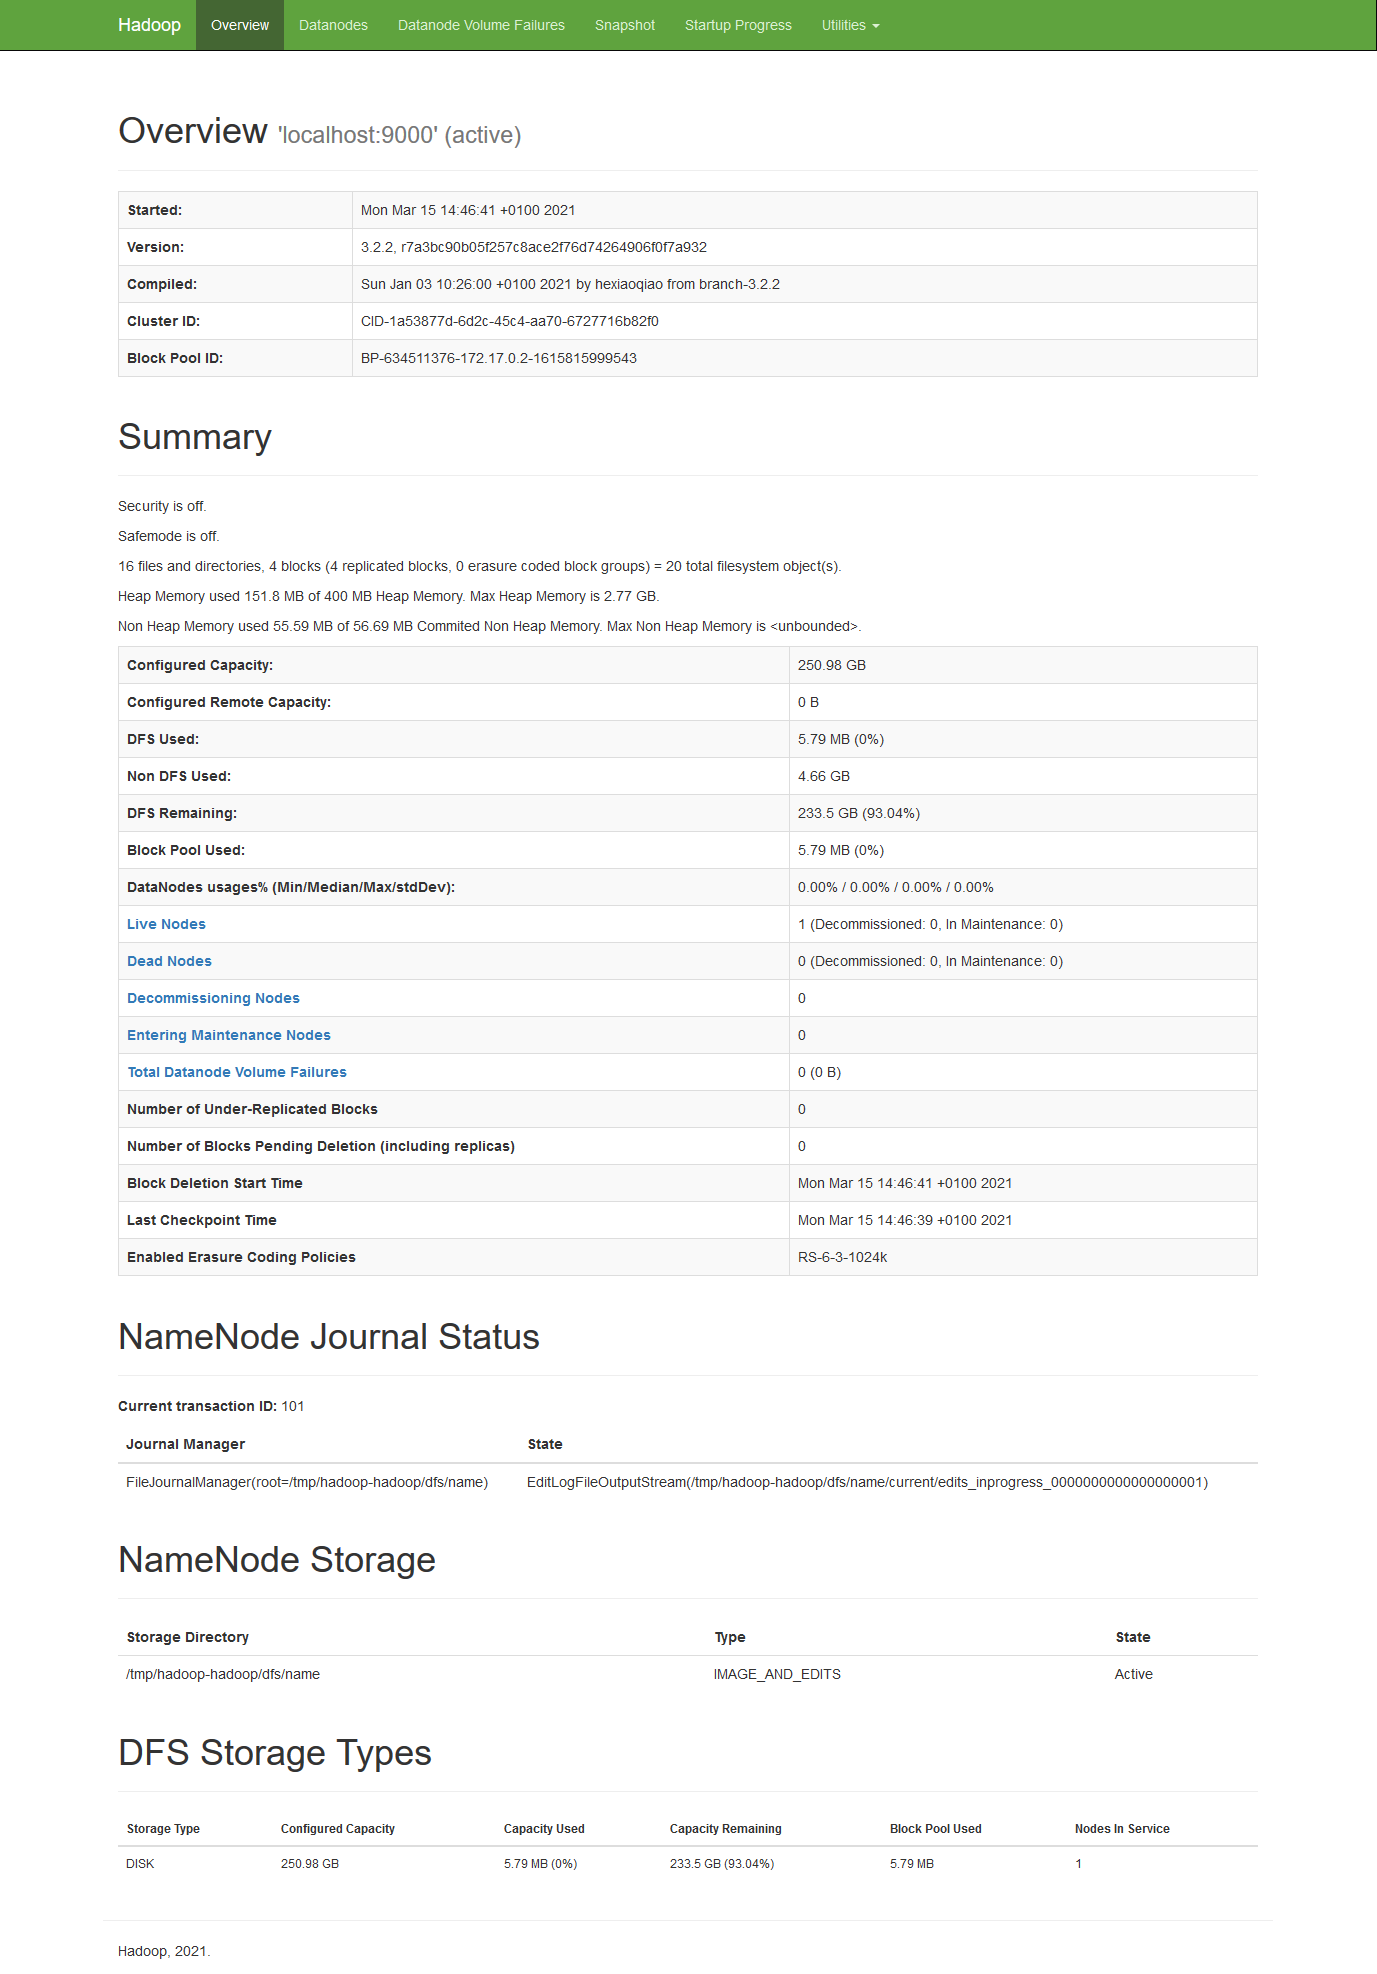 Hadoop Overview Datanodes Datanode Volume Failures Snapshot Startup Progress Utilities
Overview 'localhost:9000' (active)
Started: Mon Mar 15 14:46:41 +0100 2021
Version: 3.2.2, r7a3bc90b05f257c8ace2f76d74264906f0f7a932
Compiled: Sun Jan 03 10:26:00 +0100 2021 by hexiaoqiao from branch-3.2.2
Cluster ID: CID-1a53877d-6d2c-45c4-aa70-6727716b82f0
Block Pool ID: BP-634511376-172.17.0.2-1615815999543
Summary
Security is off.
Safemode is off.
16 files and directories, 4 blocks (4 replicated blocks, 0 erasure coded block groups) = 20 total filesystem object(s).
Heap Memory used 151.8 MB of 400 MB Heap Memory. Max Heap Memory is 2.77 GB.
Non Heap Memory used 55.59 MB of 56.69 MB Commited Non Heap Memory. Max Non Heap Memory is <unbounded>.
Configured Capacity: 250.98 GB
Configured Remote Capacity: 0 B
DFS Used: 5.79 MB (0%)
Non DFS Used: 4.66 GB
DFS Remaining: 233.5 GB (93.04%)
Block Pool Used: 5.79 MB (0%)
DataNodes usages% (Min/Median/Max/stdDev): 0.00% / 0.00% / 0.00% / 0.00%
Live Nodes 1 (Decommissioned: 0, In Maintenance: 0)
Dead Nodes 0 (Decommissioned: 0, In Maintenance: 0)
Decommissioning Nodes 0
Entering Maintenance Nodes 0
Total Datanode Volume Failures 0 (0 B)
Number of Under-Replicated Blocks 0
Number of Blocks Pending Deletion (including replicas) 0
Block Deletion Start Time Mon Mar 15 14:46:41 +0100 2021
Last Checkpoint Time Mon Mar 15 14:46:39 +0100 2021
Enabled Erasure Coding Policies RS-6-3-1024k
NameNode Journal Status
Current transaction ID: 101
Journal Manager State
FileJournalManager(root=/tmp/hadoop-hadoop/dfs/name) EditLogFileOutputStream(/tmp/hadoop-hadoop/dfs/name/current/edits_inprogress_0000000000000000001)
NameNode Storage
Storage Directory Type State
/tmp/hadoop-hadoop/dfs/name IMAGE_AND_EDITS Active
DFS Storage Types
Storage Type Configured Capacity Capacity Used Capacity Remaining Block Pool Used Nodes In Service
DISK 250.98 GB 5.79 MB (0%) 233.5 GB (93.04%) 5.79 MB 1
Hadoop, 2021.